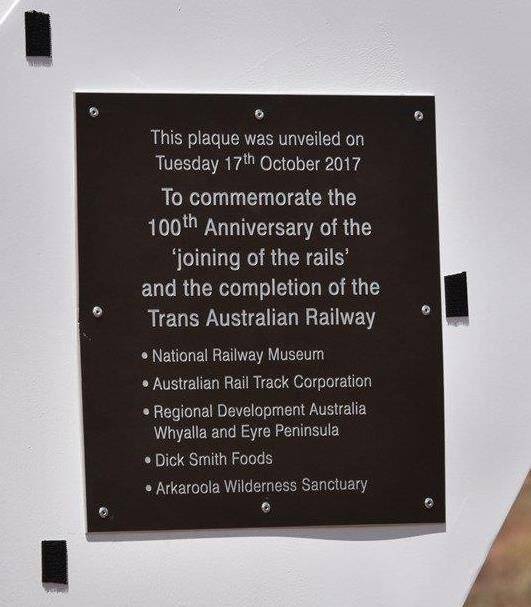 This plaque was unveiled on
Tuesday 17th October 2017
To commemorate the
100th Anniversary of the
'joining of the rails'
and the completion of the
Trans Australian Railway
• National Railway Museum
• Australian Rail Track Corporation
• Regional Development Australia
Whyalla and Eyre Peninsula
• Dick Smith Foods
• Arkaroola Wilderness Sanctuary